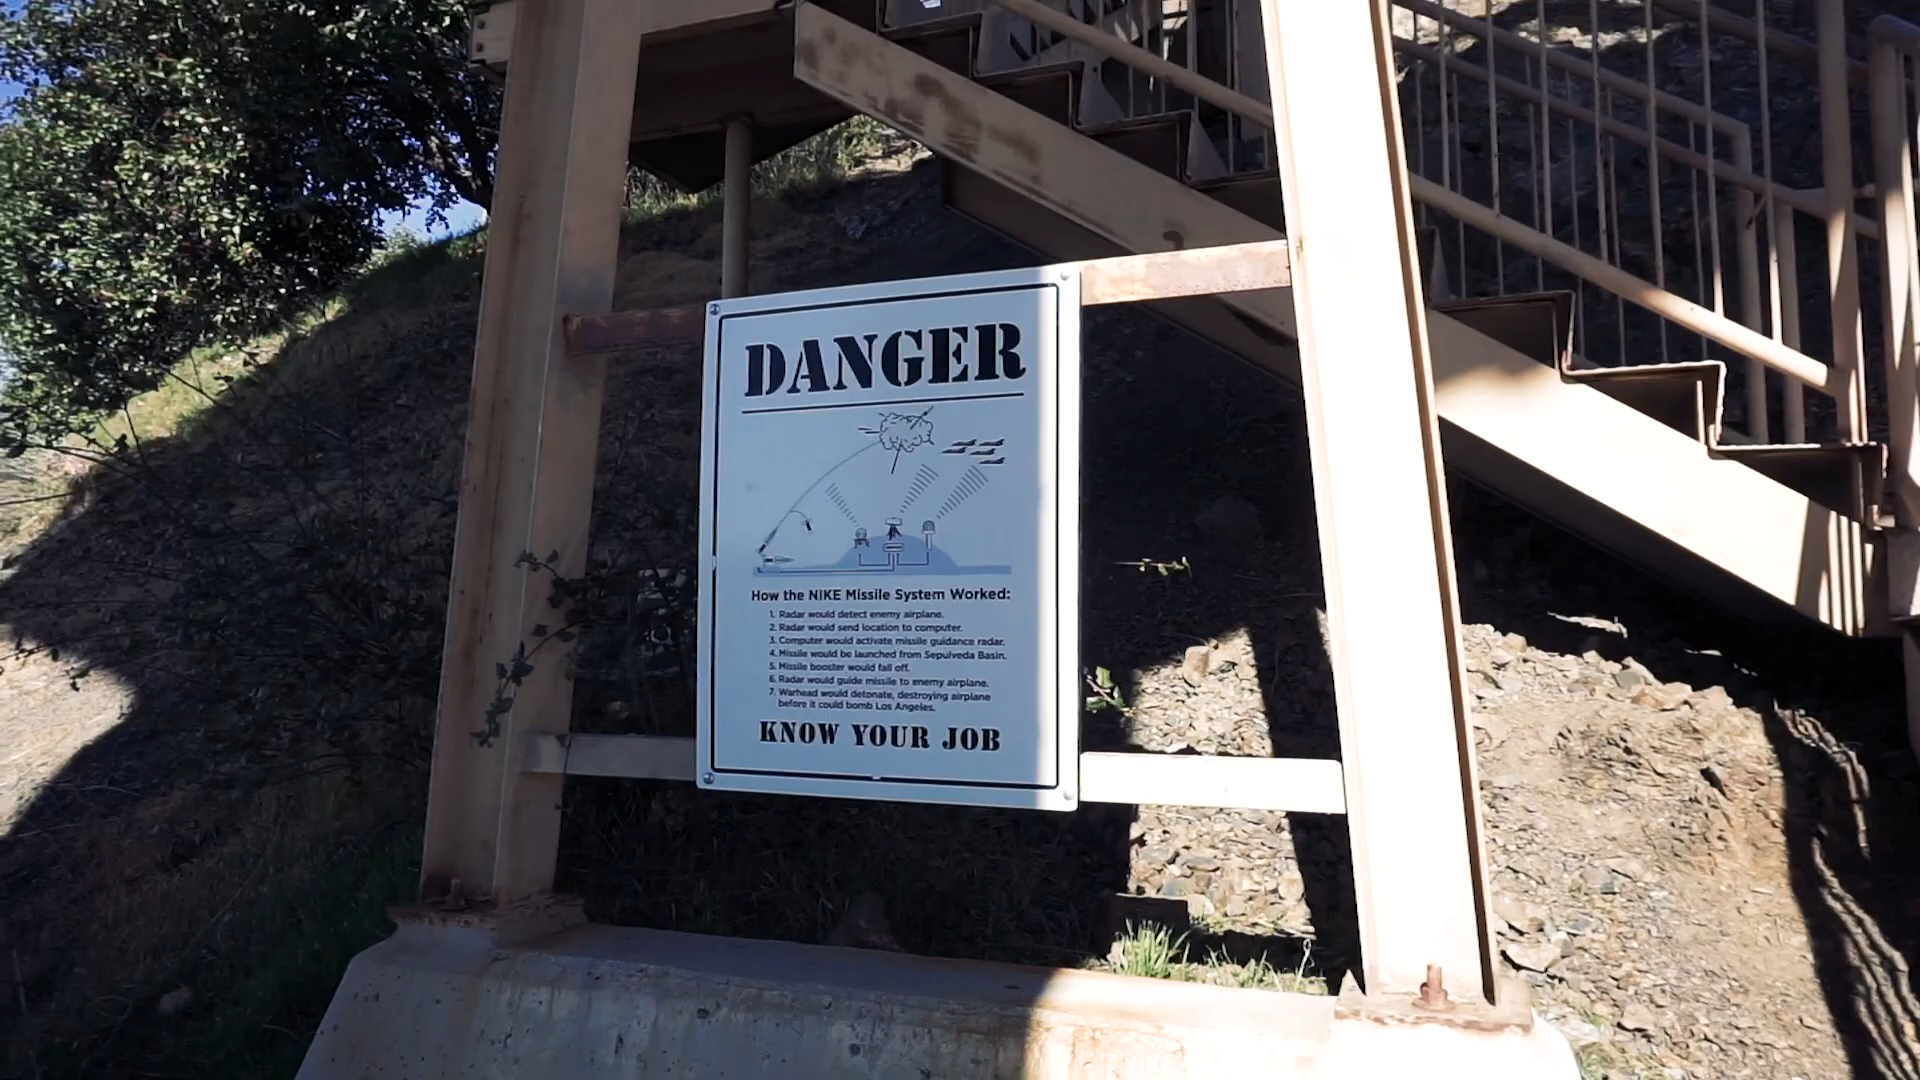 DANGER
How the NIKE Missile System Worked:
1. Radar would detect enemy airplane.
2. Radar would send location to computer.
3. Computer would activate missile guidance radar.
4. Missile would be launched from Sepulveda Basin.
5. Missile booster would fall off.
6. Radar would guide missile to enemy airplane.
7. Warhead would detonate, destroying airplane
before it could bomb Los Angeles.
KNOW YOUR JOB